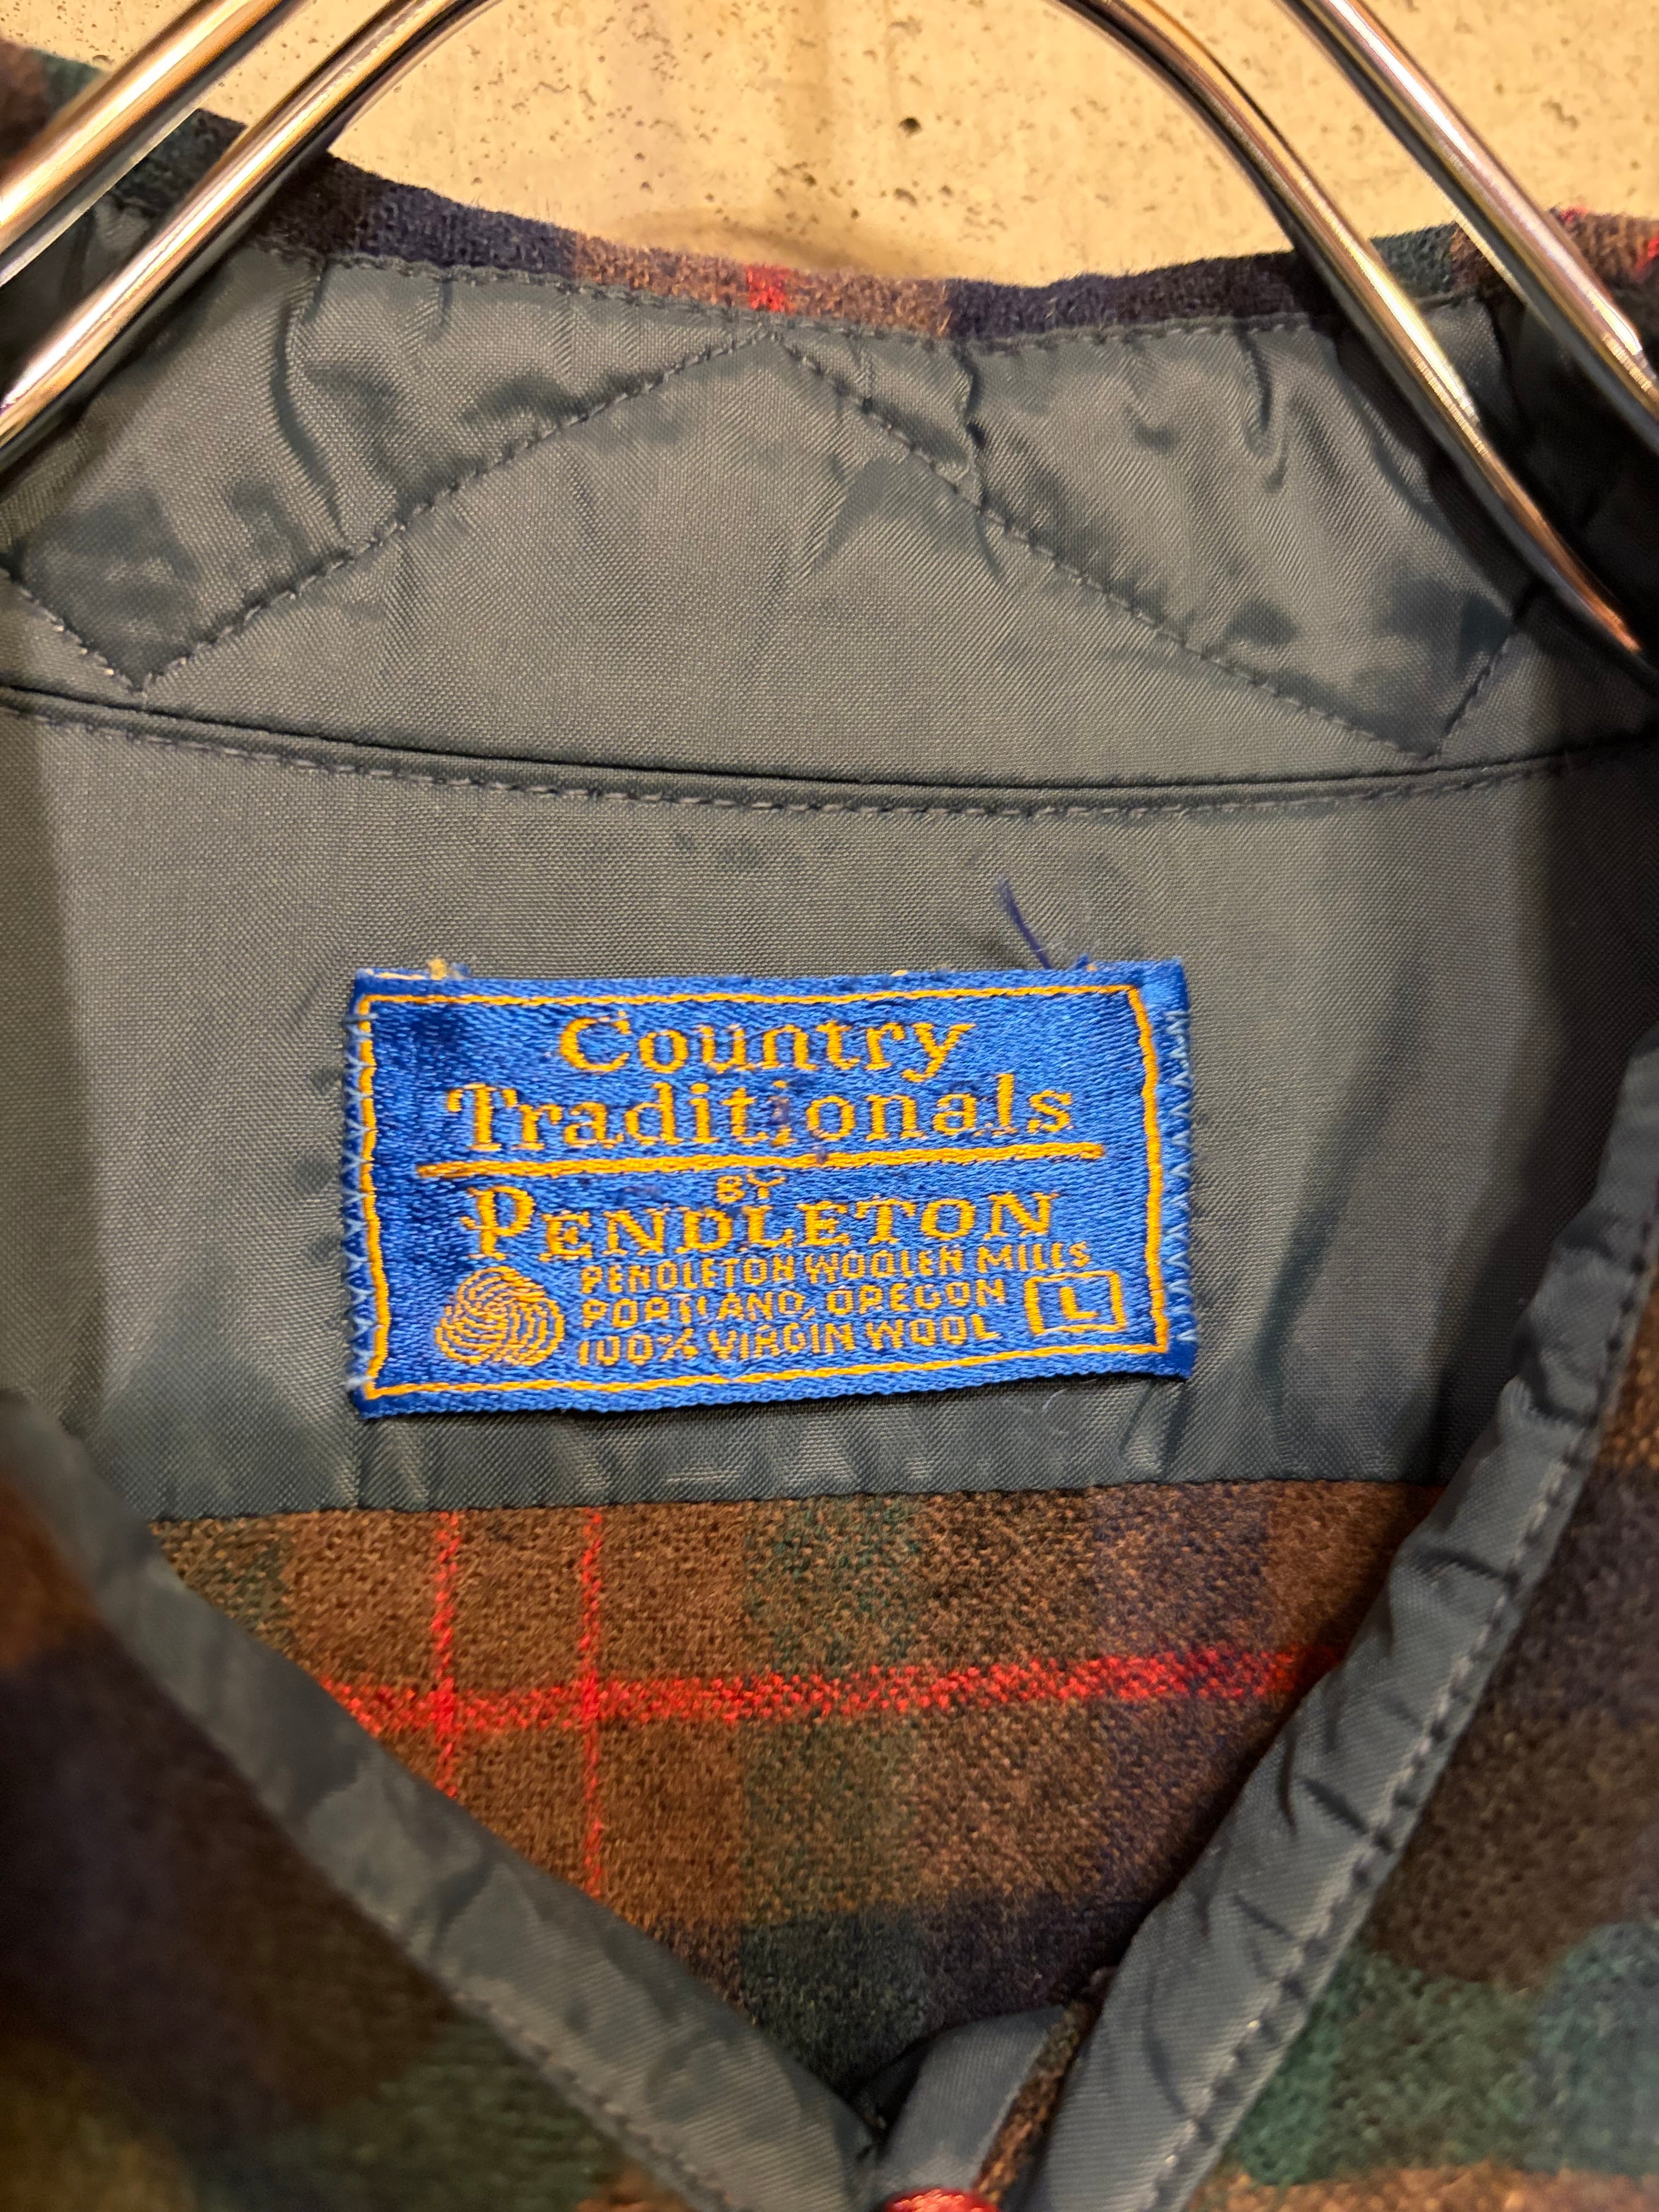 Country
Traditionals
BY
PENDLETON
PENDLETON WOOLEN MILLS
PORTLAND, OREGON
100% VIRGIN WOOL
L